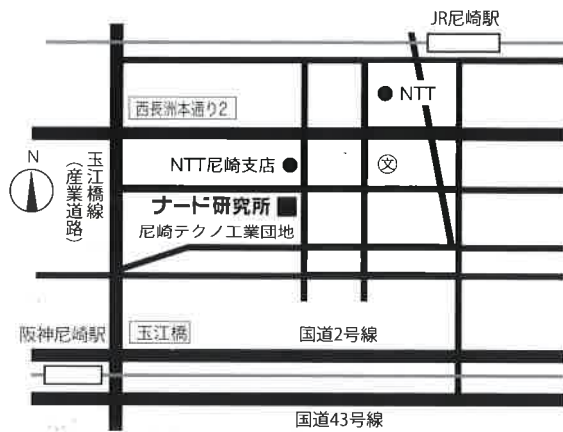 JR尼崎駅
NTT
西長洲本通り2
N
玉江橋線
(産業道路)
NTT尼崎支店
文
ナード研究所
尼崎テクノ工業団地
阪神尼崎駅
玉江橋
国道2号線
国道43号線